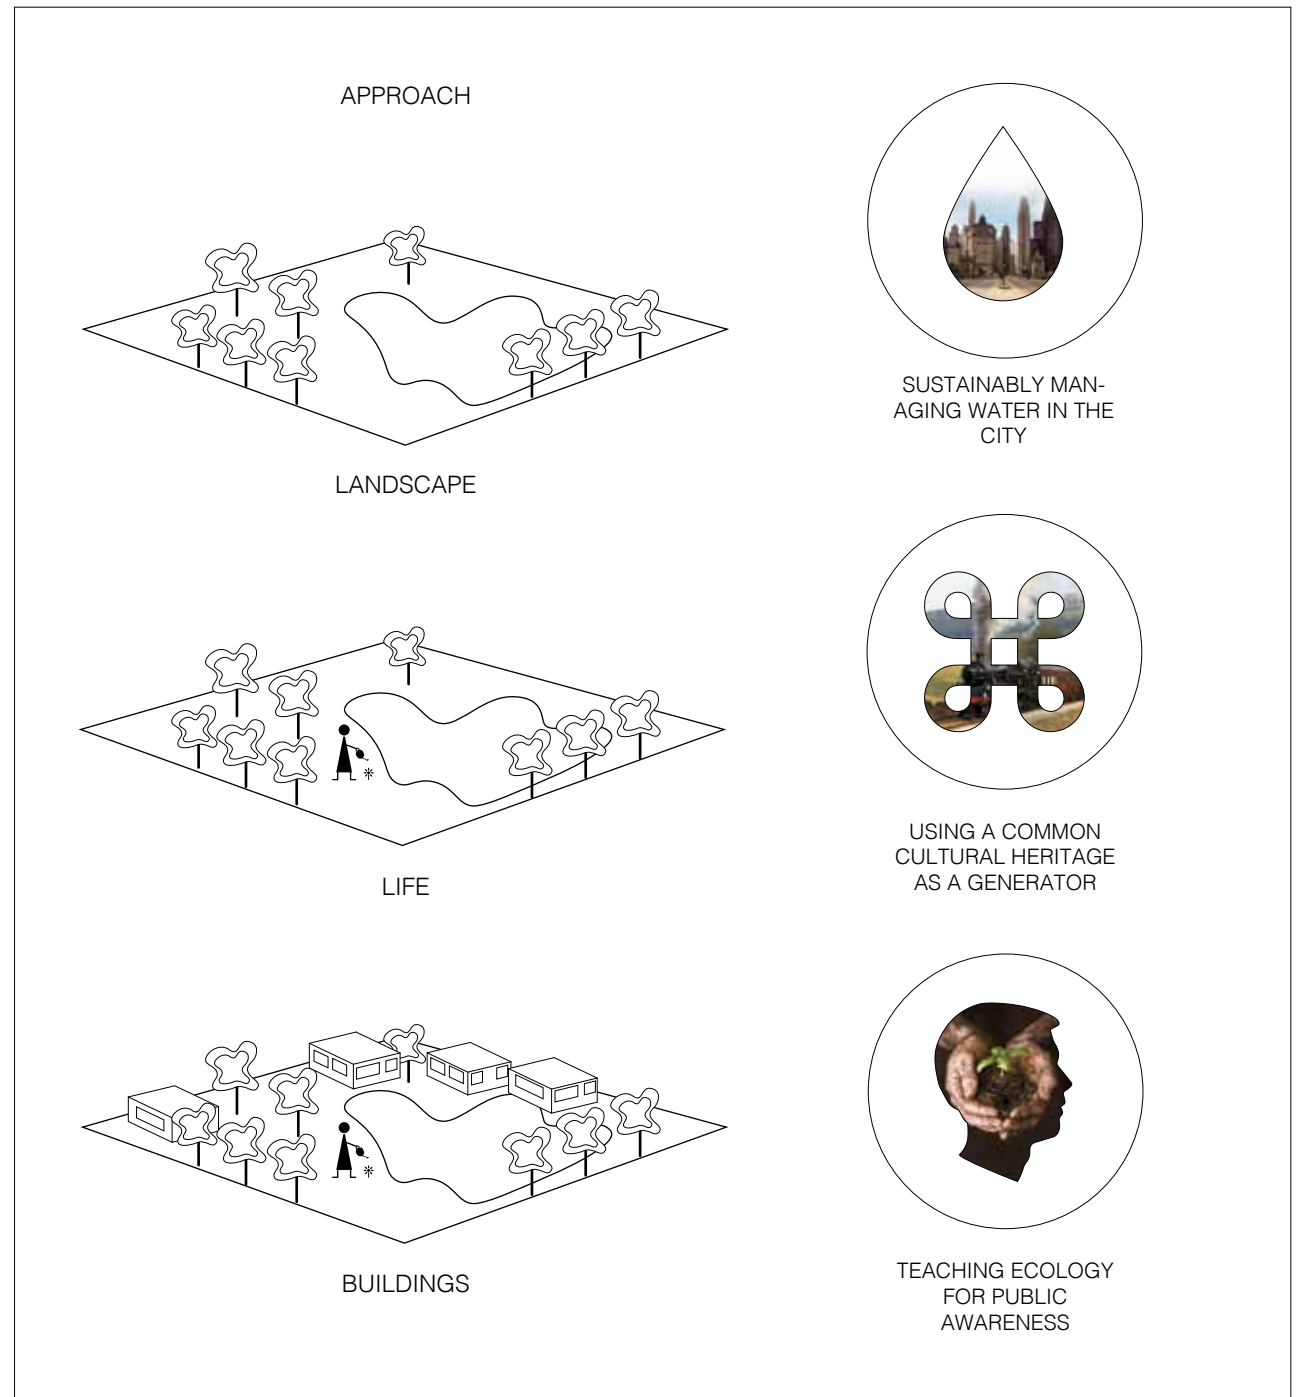 APPROACH
LANDSCAPE
LIFE
BUILDINGS
SUSTAINABLY MAN-
AGING WATER IN THE
CITY
USING A COMMON
CULTURAL HERITAGE
AS A GENERATOR
TEACHING ECOLOGY
FOR PUBLIC
AWARENESS